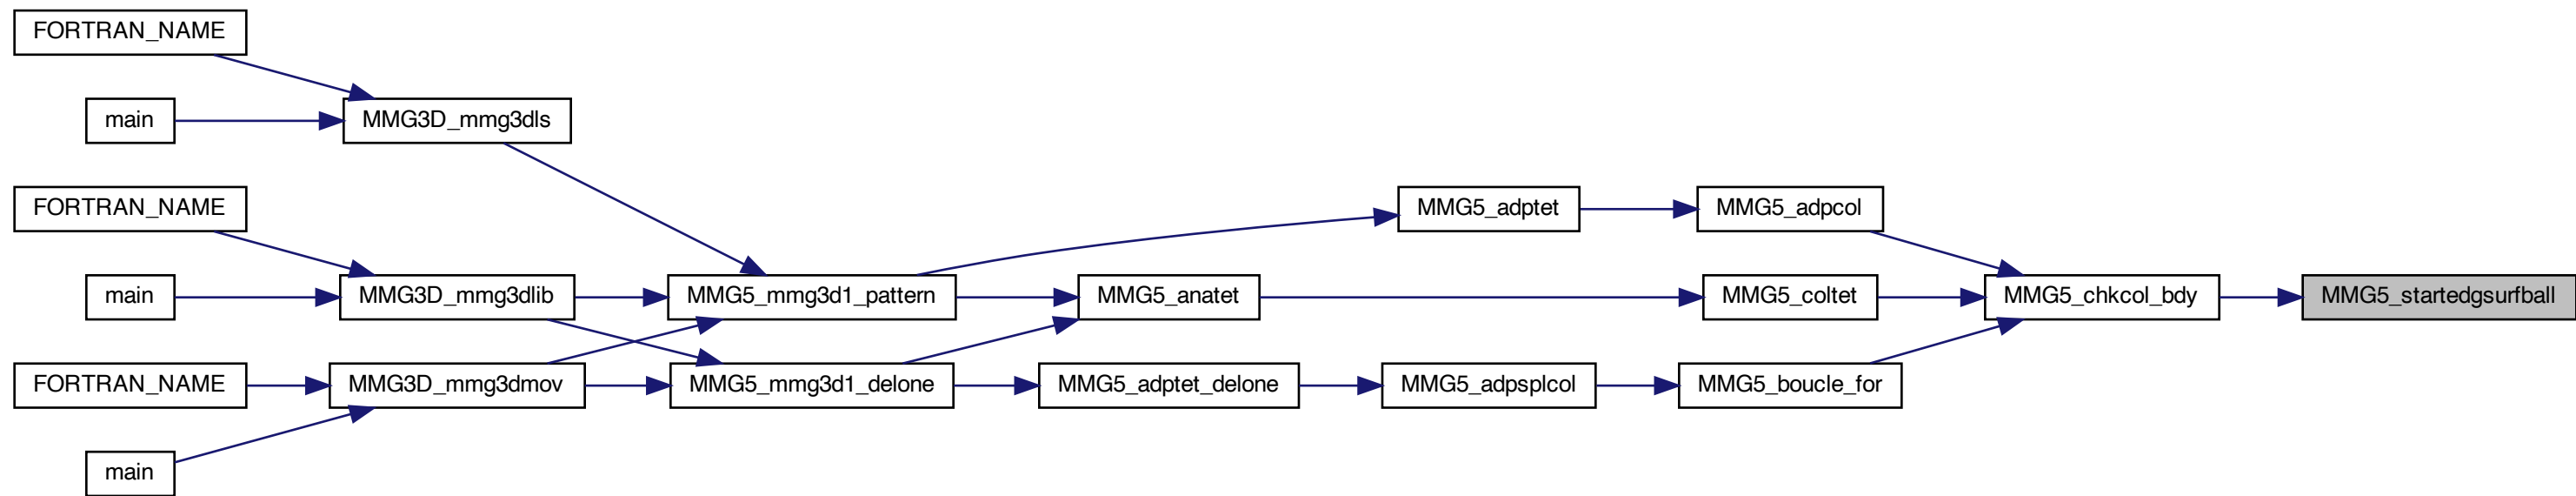 FORTRAN_NAME
main
MMG3D_mmg3dls
FORTRAN_NAME
MMG5_adptet
MMG5_adpcol
main
MMG3D_mmg3dlib
MMG5_mmg3d1_pattern
MMG5_anatet
MMG5_coltet
MMG5_chkcol_bdy
MMG5_startedgsurfball
FORTRAN_NAME
MMG3D_mmg3dmov
MMG5_mmg3d1_delone
MMG5_adptet_delone
MMG5_adpsplcol
MMG5_boucle_for
main